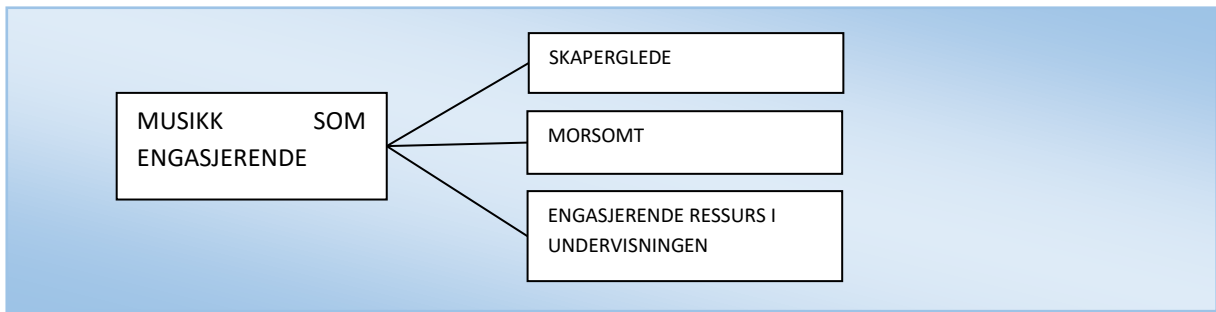 MUSIKK SOM
ENGASJERENDE
SKAPERGLEDE
MORSOMT
ENGASJERENDE RESSURS I
UNDERVISNINGEN